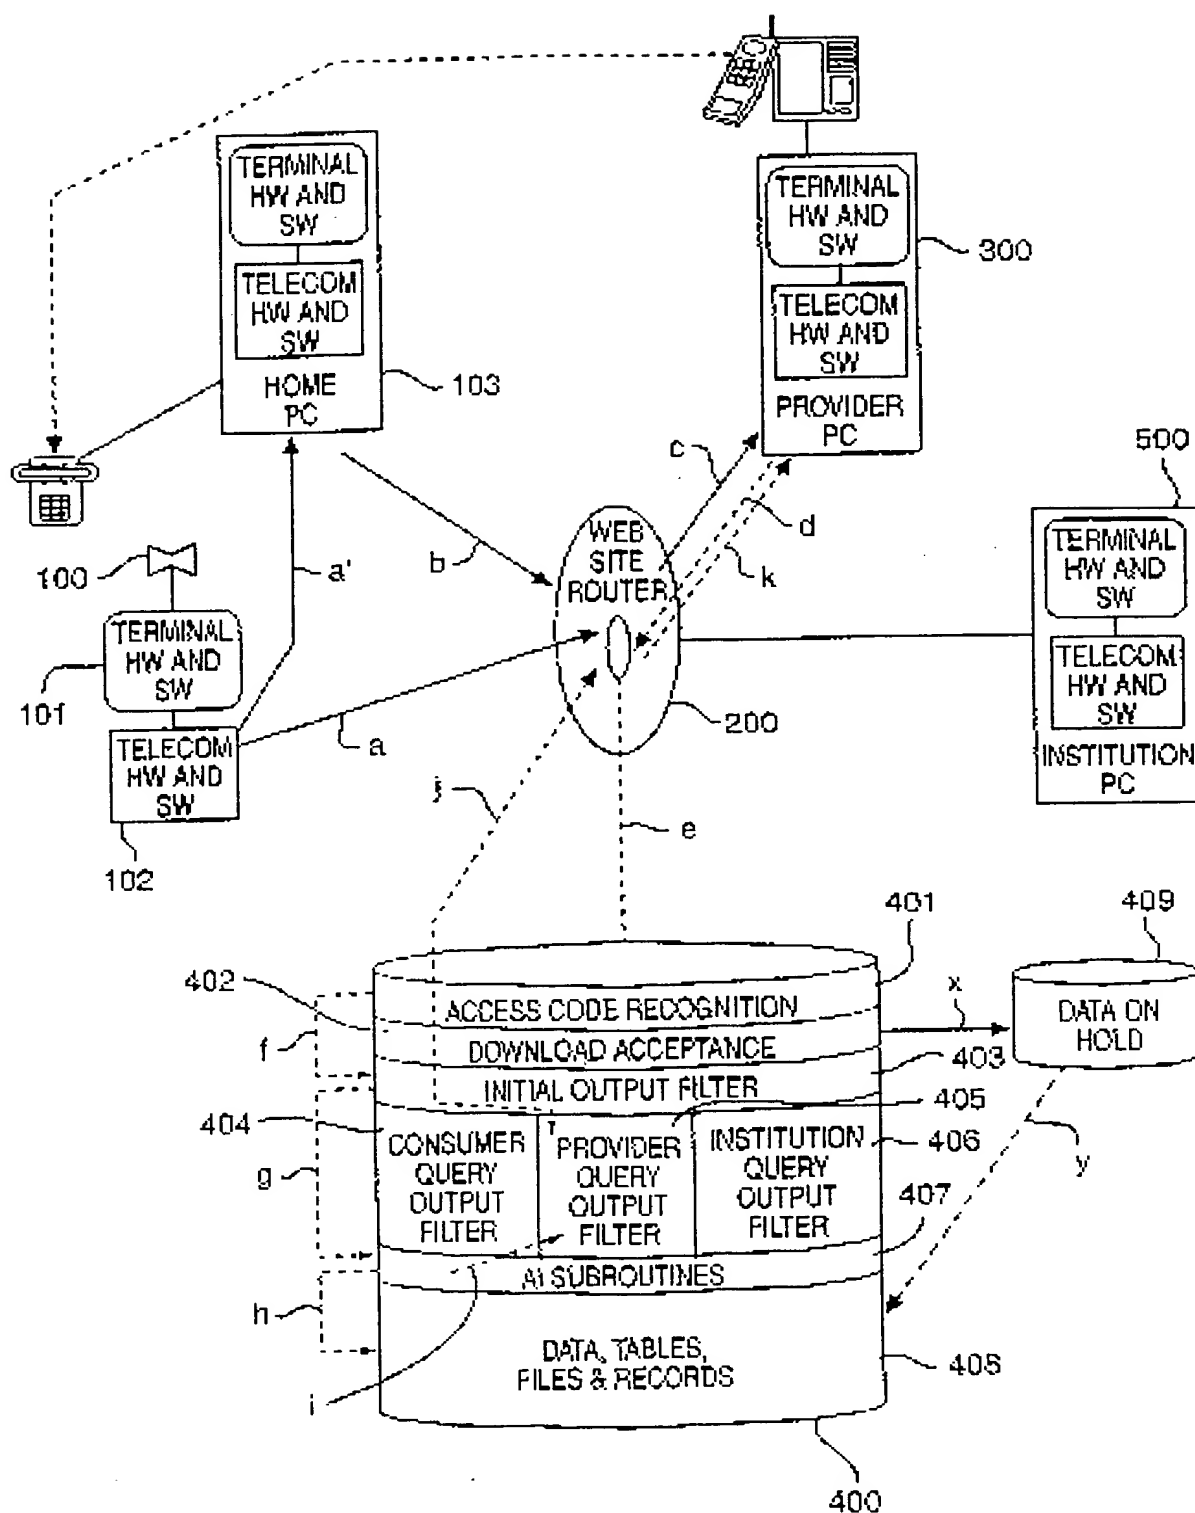 TERMINAL
HW AND
SW
TELECOM
HW AND
SW
HOME
PC
103
TERMINAL
HW AND
SW
TELECOM
HW AND
SW
PROVIDER
PC
300
500
TERMINAL
HW AND
SW
TELECOM
HW AND
SW
INSTITUTION
PC
c
d
k
WEB
SITE
ROUTER
200
b
a'
100
TERMINAL
HW AND
SW
101
TELECOM
HW AND
SW
102
a
j
e
401
409
402
ACCESS CODE RECOGNITION
x
DATA ON
HOLD
f
DOWNLOAD ACCEPTANCE
403
INITIAL OUTPUT FILTER
405
404
CONSUMER
QUERY
OUTPUT
FILTER
PROVIDER
QUERY
OUTPUT
FILTER
INSTITUTION
QUERY
OUTPUT
FILTER
406
y
g
407
AI SUBROUTINES
h
DATA, TABLES,
FILES & RECORDS
408
i
400